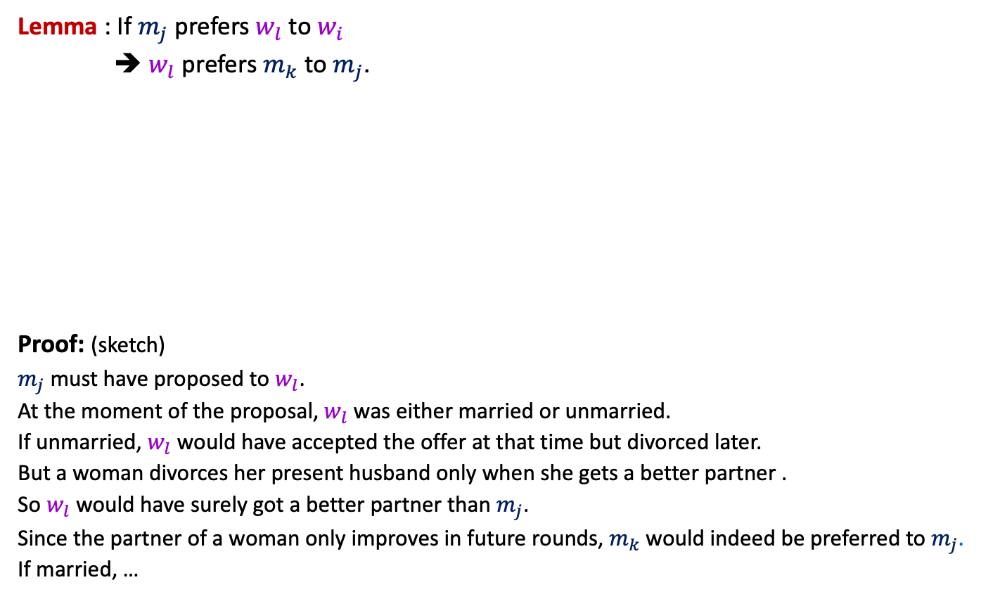 Lemma : If m_j prefers w_l to w_i
➔ w_l prefers m_k to m_j.
Proof: (sketch)
m_j must have proposed to w_l.
At the moment of the proposal, w_l was either married or unmarried.
If unmarried, w_l would have accepted the offer at that time but divorced later.
But a woman divorces her present husband only when she gets a better partner .
So w_l would have surely got a better partner than m_j.
Since the partner of a woman only improves in future rounds, m_k would indeed be preferred to m_j.
If married, ...